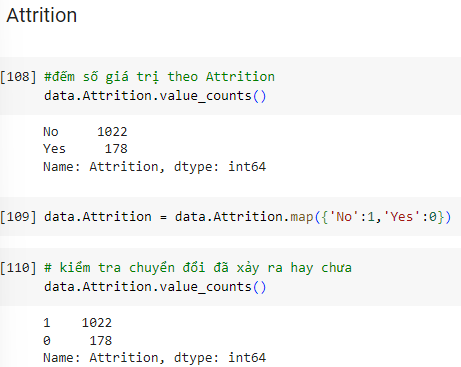 Attrition
[108] #đếm số giá trị theo Attrition
data.Attrition.value_counts()
No 1022
Yes 178
Name: Attrition, dtype: int64
[109] data.Attrition = data.Attrition.map({'No':1,'Yes':0})
[110] # kiểm tra chuyển đổi đã xảy ra hay chưa
data.Attrition.value_counts()
1 1022
0 178
Name: Attrition, dtype: int64